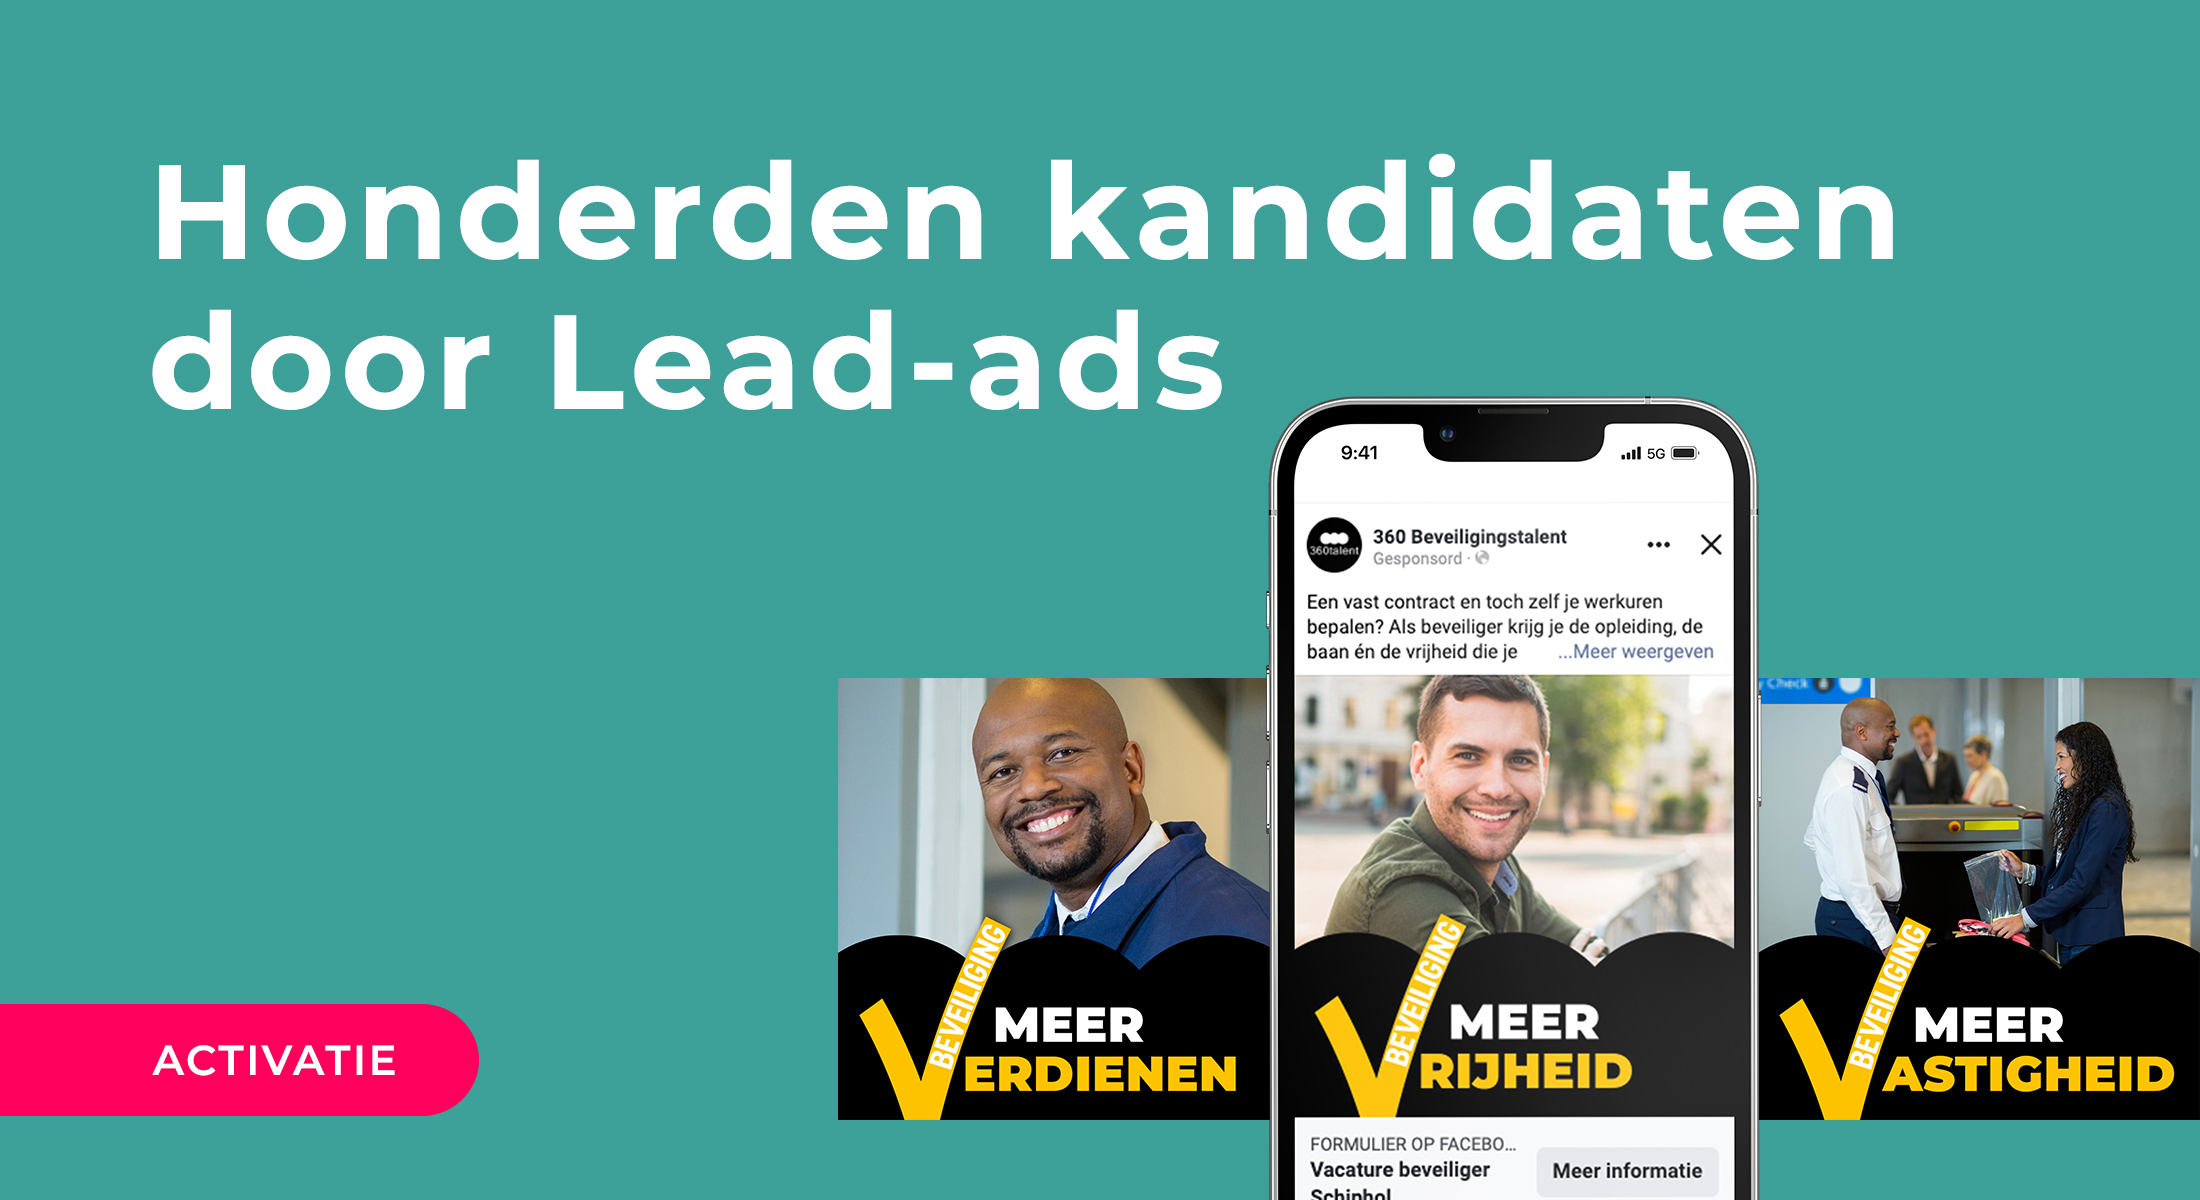 Honderden kandidaten
door Lead-ads
9:41
5G
360talent
360 Beveiligingstalent
Gesponsord ·
Een vast contract en toch zelf je werkuren
bepalen? Als beveiliger krijg je de opleiding, de
baan én de vrijheid die je ...Meer weergeven
y Check
BEVEILIGING
MEER
VERDIENEN
BEVEILIGING
MEER
VRIJHEID
BEVEILIGING
MEER
VASTIGHEID
ACTIVATIE
FORMULIER OP FACEBO...
Vacature beveiliger
Schiphol
Meer informatie